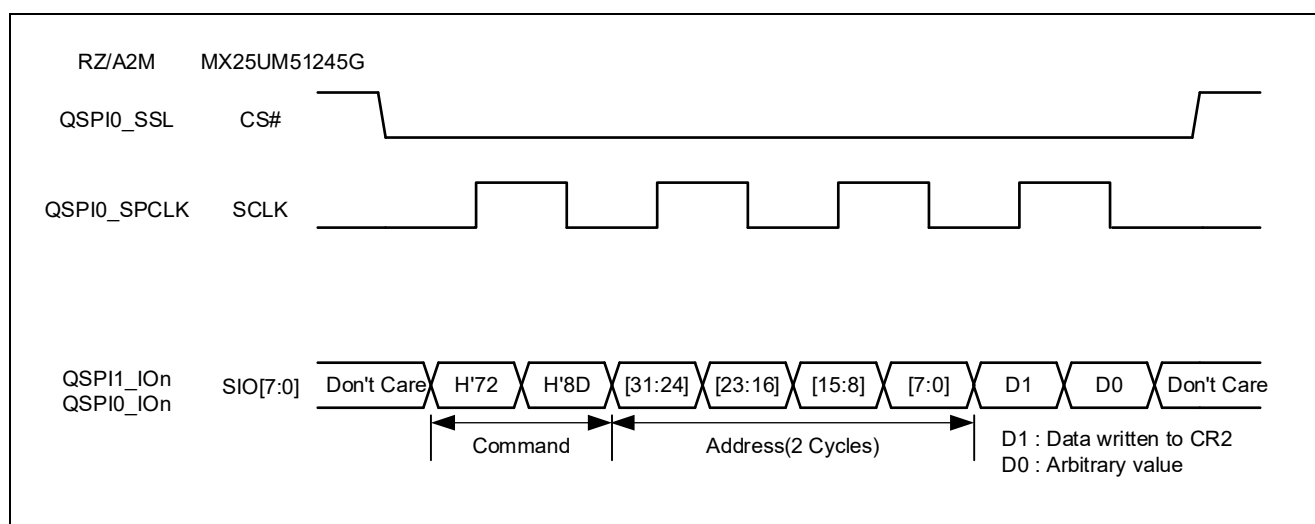 RZ/A2M MX25UM51245G
QSPI0_SSL CS#
QSPI0_SPCLK SCLK
QSPI1_IOn
QSPI0_IOn
SIO[7:0] Don't Care H'72 H'8D [31:24] [23:16] [15:8] [7:0] D1 D0 Don't Care
Command Address(2 Cycles)
D1 : Data written to CR2
D0 : Arbitrary value